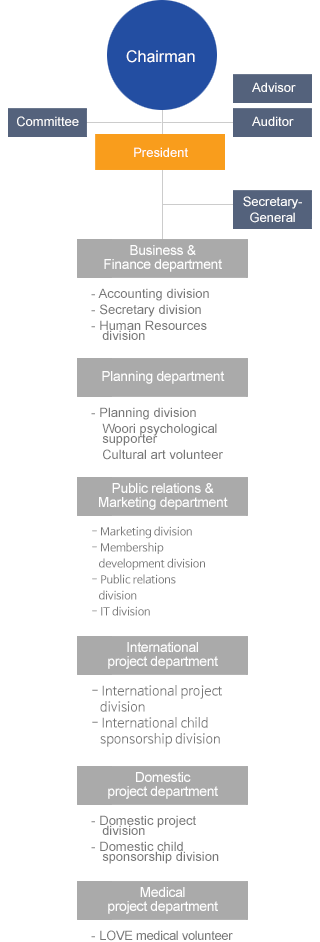 Chairman
Advisor
Committee
Auditor
President
Secretary-
General
Business &
Finance department
- Accounting division
- Secretary division
- Human Resources
division
Planning department
- Planning division
Woori psychological
supporter
Cultural art volunteer
Public relations &
Marketing department
- Marketing division
- Membership
development division
- Public relations
division
- IT division
International
project department
- International project
division
- International child
sponsorship division
Domestic
project department
- Domestic project
division
- Domestic child
sponsorship division
Medical
project department
- LOVE medical volunteer